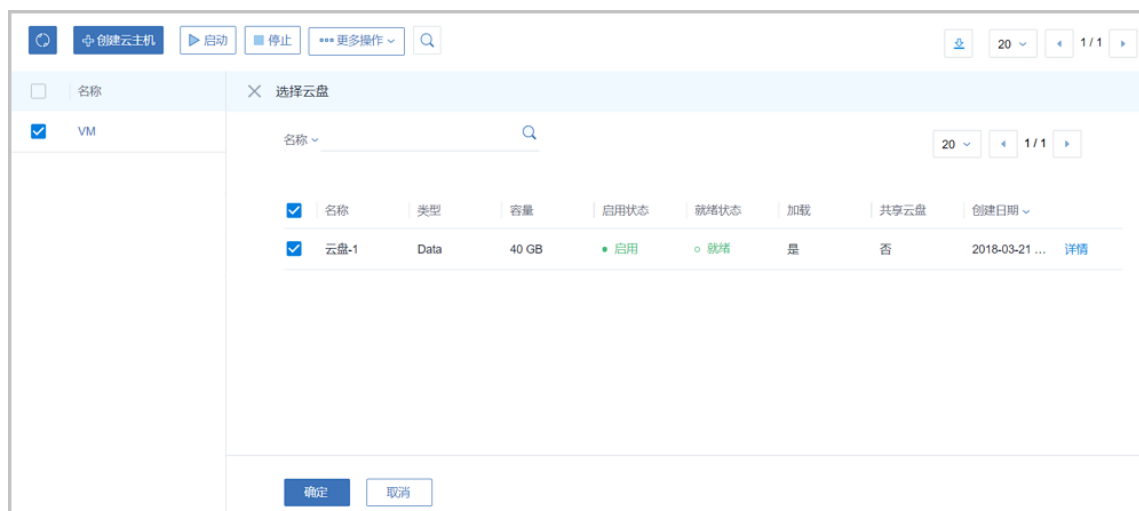 创建云主机 启动 停止 更多操作 20 1 / 1
名称 选择云盘
VM
名称 20 1 / 1
名称 类型 容量 启用状态 就绪状态 加载 共享云盘 创建日期
云盘-1 Data 40 GB 启用 就绪 是 否 2018-03-21 ... 详情
确定 取消